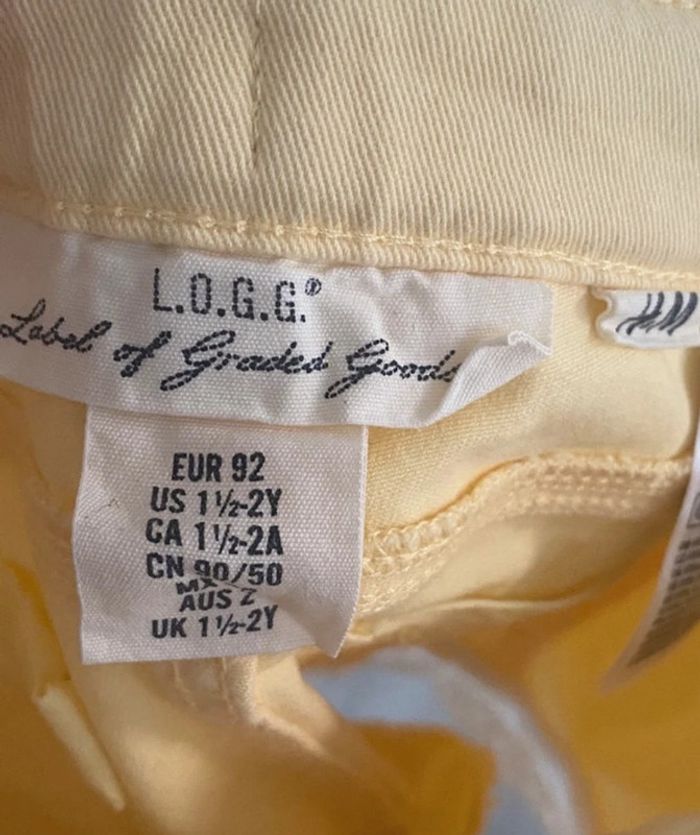 L.O.G.G.®
Label of Graded Goods
EUR 92
US 1½-2Y
CA 1½-2A
CN 90/50
MX
AUS 2
UK 1½-2Y